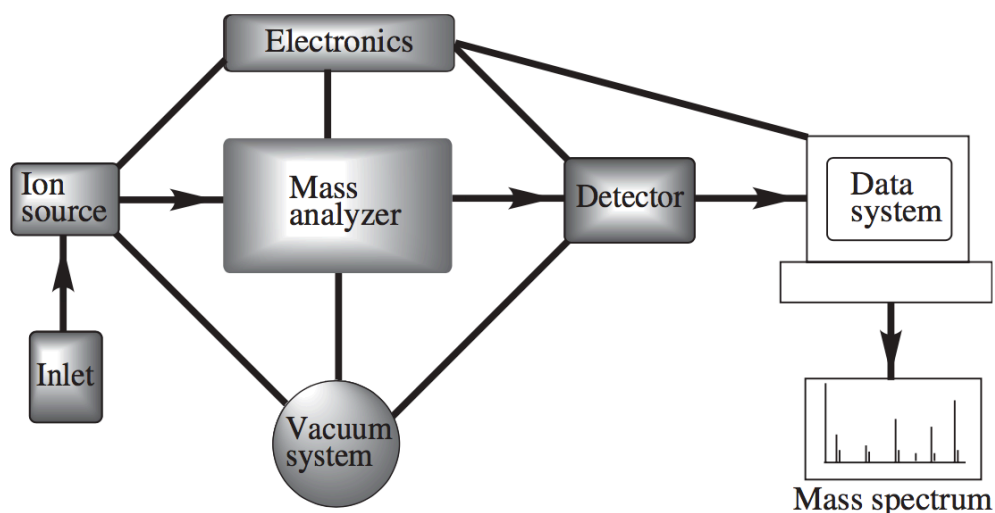 Electronics
Ion
source
Mass
analyzer
Detector
Data
system
Inlet
Vacuum
system
Mass spectrum